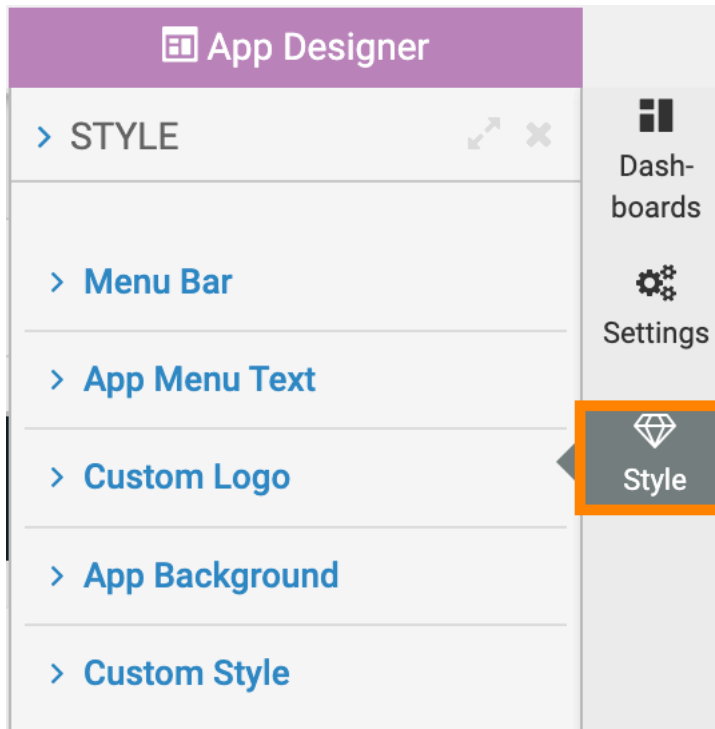 App Designer
STYLE
Menu Bar
App Menu Text
Custom Logo
App Background
Custom Style
Dash-
boards
Settings
Style